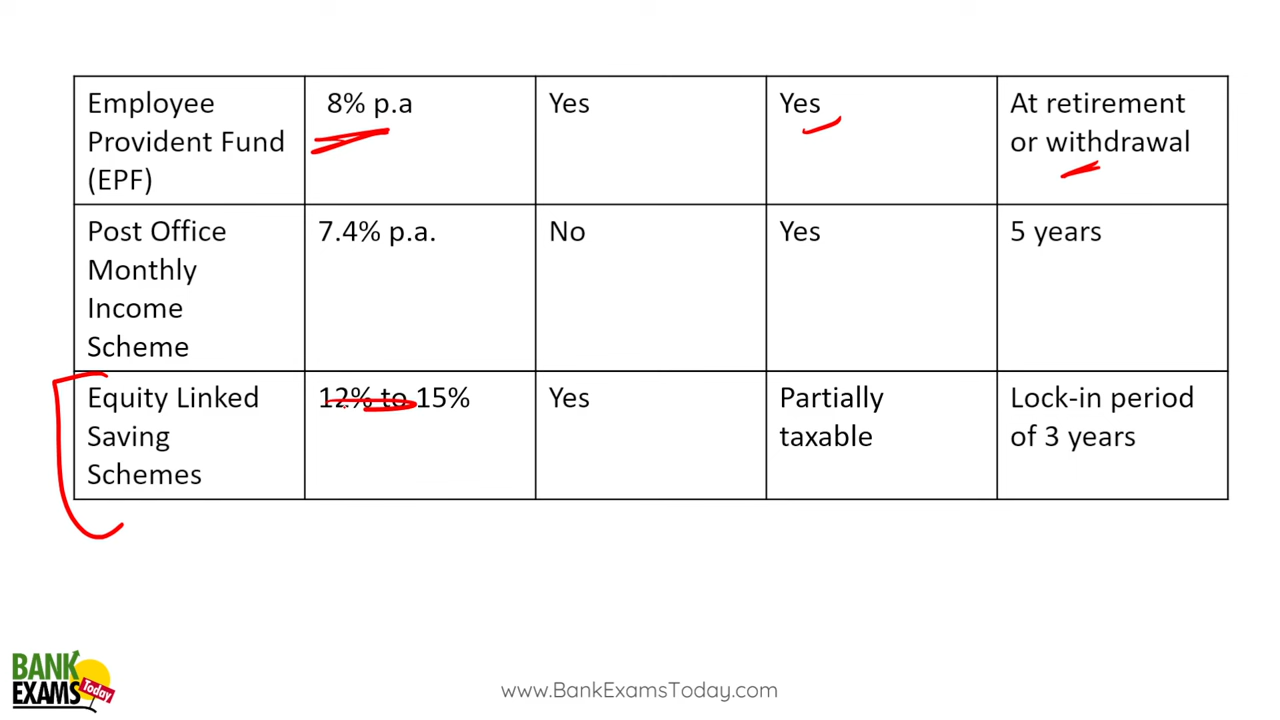 Employee
Provident Fund
(EPF)
8% p.a
Yes
Yes
At retirement
or withdrawal
Post Office
Monthly
Income
Scheme
7.4% p.a.
No
Yes
5 years
Equity Linked
Saving
Schemes
12% to 15%
Yes
Partially
taxable
Lock-in period
of 3 years
BANK
EXAMS
Today
www.BankExamsToday.com